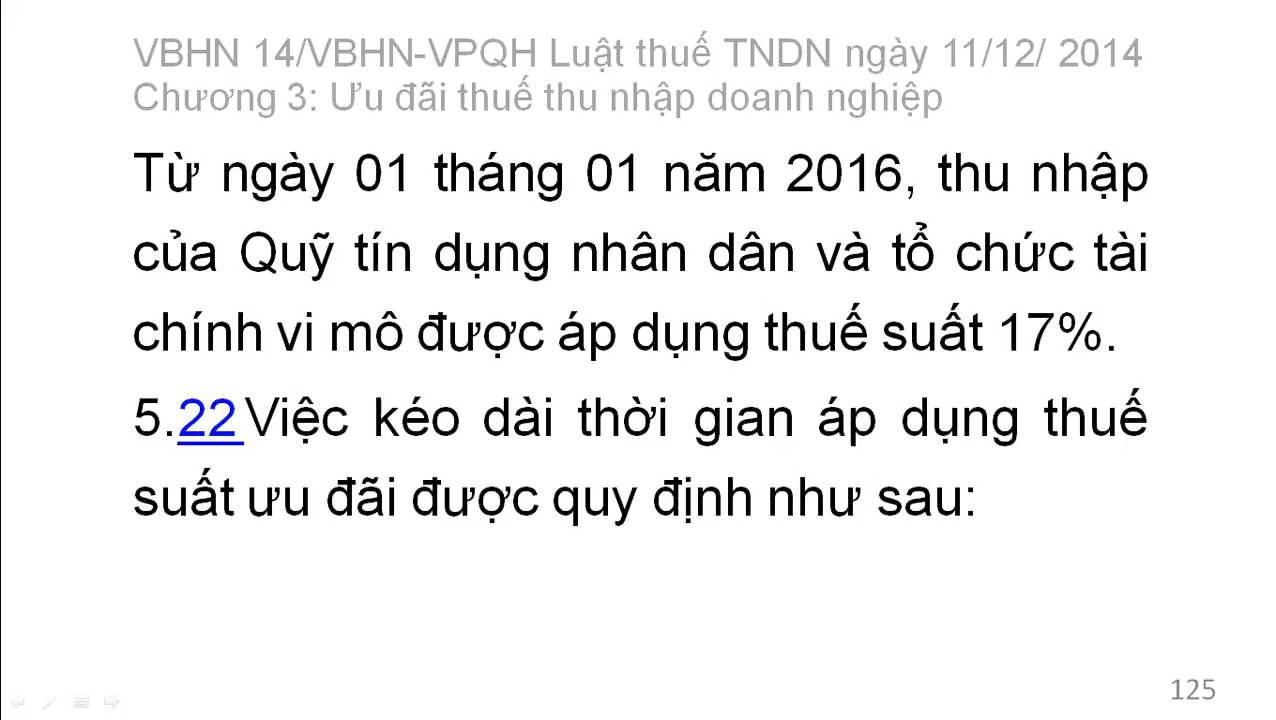 VBHN 14/VBHN-VPQH Luật thuế TNDN ngày 11/12/ 2014
Chương 3: Ưu đãi thuế thu nhập doanh nghiệp
Từ ngày 01 tháng 01 năm 2016, thu nhập
của Quỹ tín dụng nhân dân và tổ chức tài
chính vi mô được áp dụng thuế suất 17%.
5.22 Việc kéo dài thời gian áp dụng thuế
suất ưu đãi được quy định như sau:
125